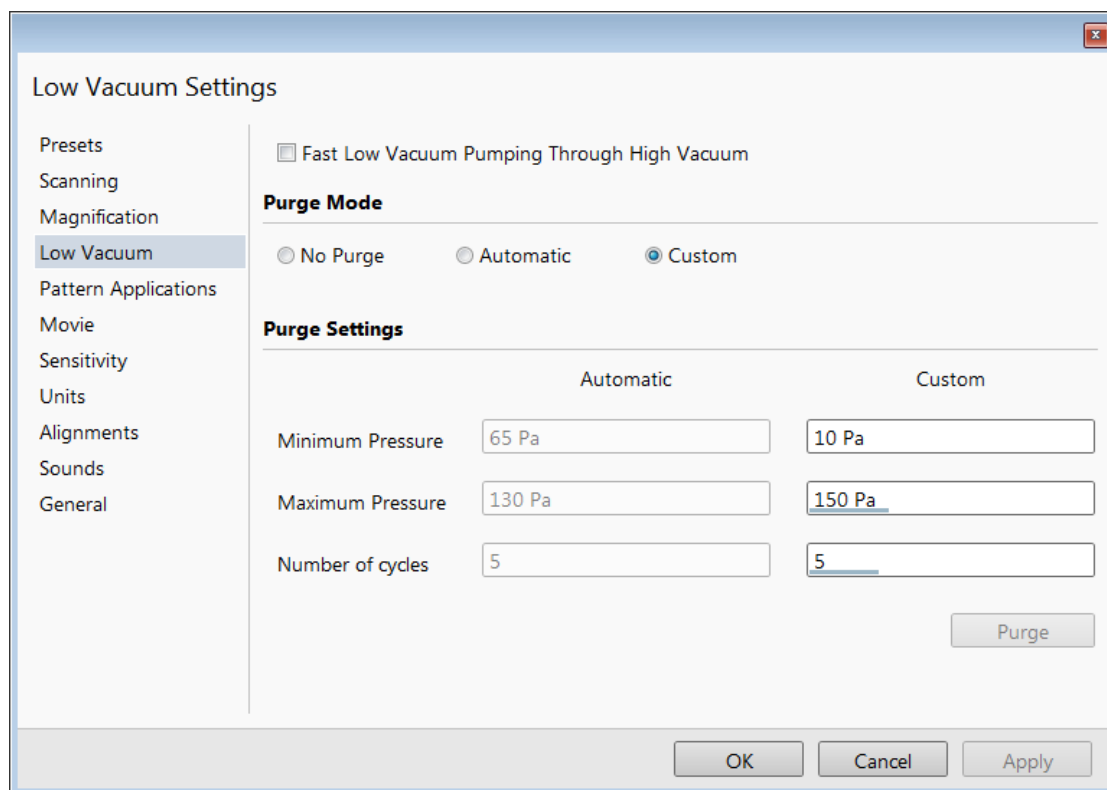 Low Vacuum Settings
Presets
Scanning
Magnification
Low Vacuum
Pattern Applications
Movie
Sensitivity
Units
Alignments
Sounds
General
Fast Low Vacuum Pumping Through High Vacuum
Purge Mode
No Purge Automatic Custom
Purge Settings
Automatic Custom
Minimum Pressure 65 Pa 10 Pa
Maximum Pressure 130 Pa 150 Pa
Number of cycles 5 5
Purge
OK Cancel Apply